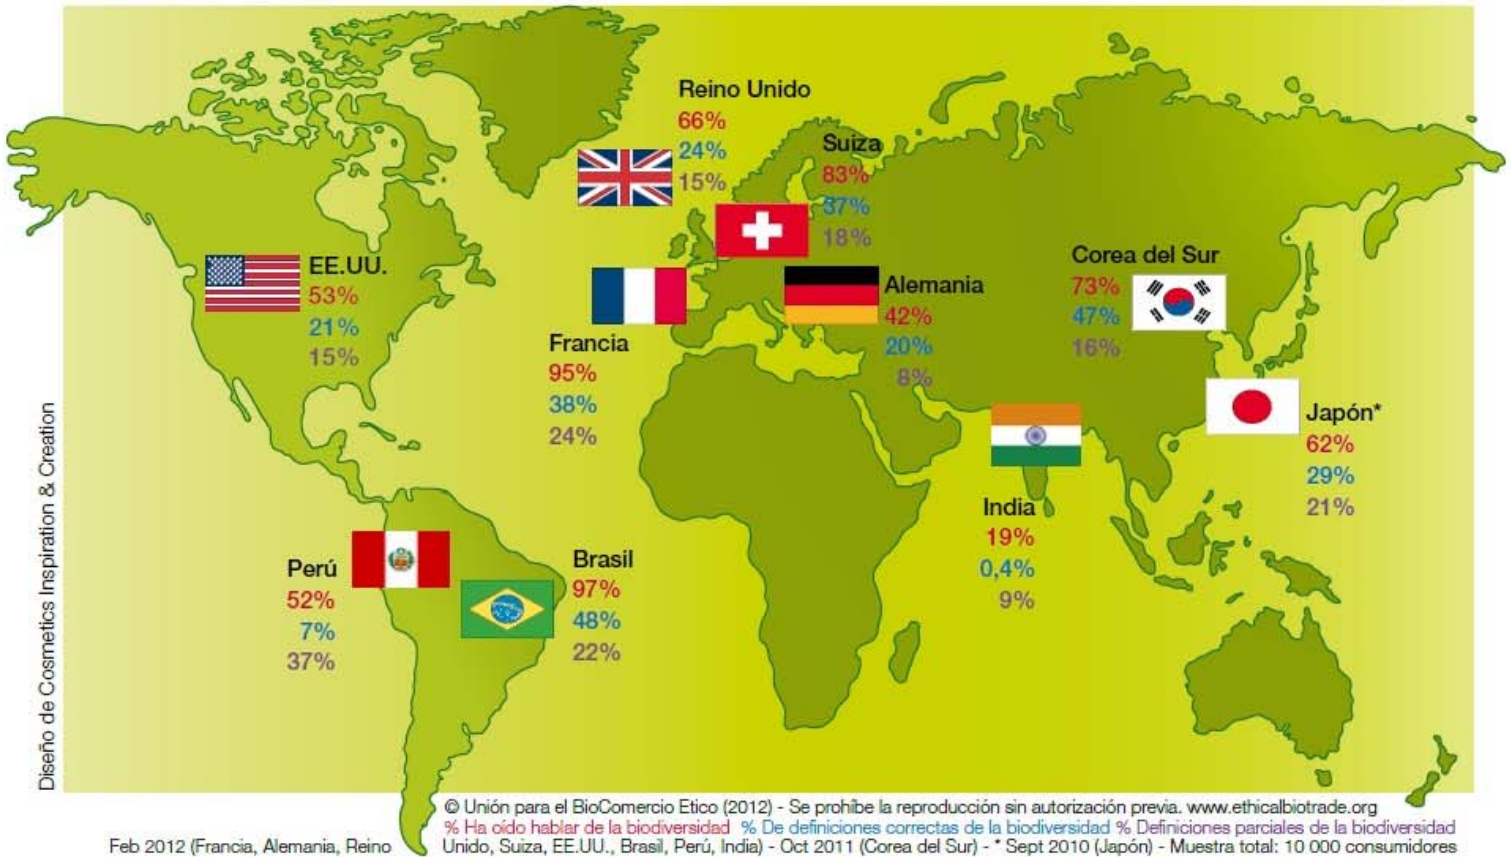 Reino Unido
66%
24%
15%
Suiza
83%
37%
18%
EE.UU.
53%
21%
15%
Corea del Sur
73%
47%
16%
Alemania
42%
20%
8%
Francia
95%
38%
24%
Japón*
62%
29%
21%
India
19%
0,4%
9%
Perú
52%
7%
37%
Brasil
97%
48%
22%
Diseño de Cosmetics Inspiration & Creation
© Unión para el BioComercio Etico (2012) - Se prohíbe la reproducción sin autorización previa. www.ethicalbiotrade.org
% Ha oído hablar de la biodiversidad % De definiciones correctas de la biodiversidad % Definiciones parciales de la biodiversidad
Feb 2012 (Francia, Alemania, Reino Unido, Suiza, EE.UU., Brasil, Perú, India) - Oct 2011 (Corea del Sur) - * Sept 2010 (Japón) - Muestra total: 10 000 consumidores